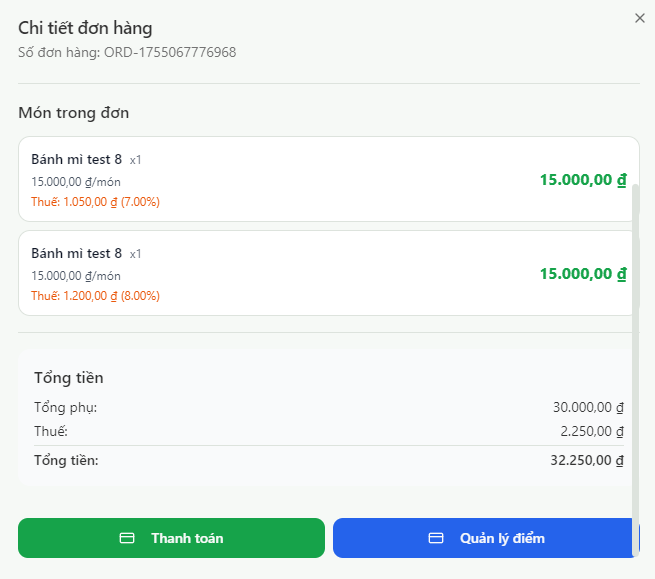 Chi tiết đơn hàng
Số đơn hàng: ORD-1755067776968
Món trong đơn
Bánh mì test 8 x1
15.000,00 ₫/món
15.000,00 ₫
Thuế: 1.050,00 ₫ (7.00%)
Bánh mì test 8 x1
15.000,00 ₫/món
15.000,00 ₫
Thuế: 1.200,00 ₫ (8.00%)
Tổng tiền
Tổng phụ: 30.000,00 ₫
Thuế: 2.250,00 ₫
Tổng tiền: 32.250,00 ₫
Thanh toán Quản lý điểm